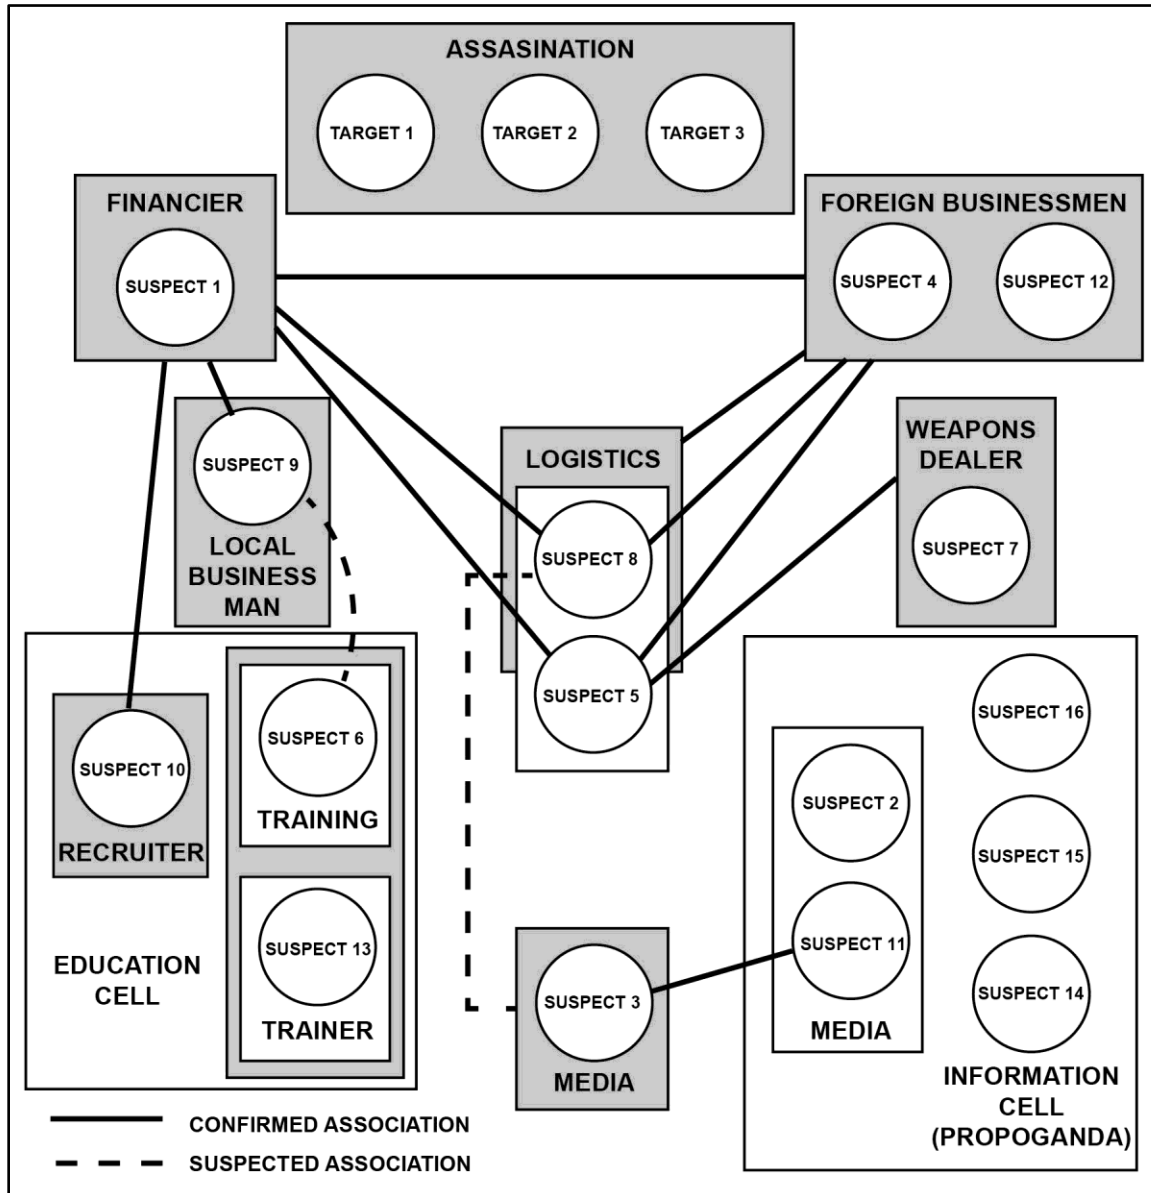 ASSASINATION
TARGET 1
TARGET 2
TARGET 3
FINANCIER
SUSPECT 1
FOREIGN BUSINESSMEN
SUSPECT 4
SUSPECT 12
SUSPECT 9
LOCAL
BUSINESS
MAN
LOGISTICS
SUSPECT 8
SUSPECT 5
WEAPONS
DEALER
SUSPECT 7
SUSPECT 10
RECRUITER
SUSPECT 6
TRAINING
SUSPECT 13
TRAINER
EDUCATION
CELL
SUSPECT 3
MEDIA
SUSPECT 2
SUSPECT 11
MEDIA
SUSPECT 16
SUSPECT 15
SUSPECT 14
INFORMATION
CELL
(PROPOGANDA)
CONFIRMED ASSOCIATION
SUSPECTED ASSOCIATION